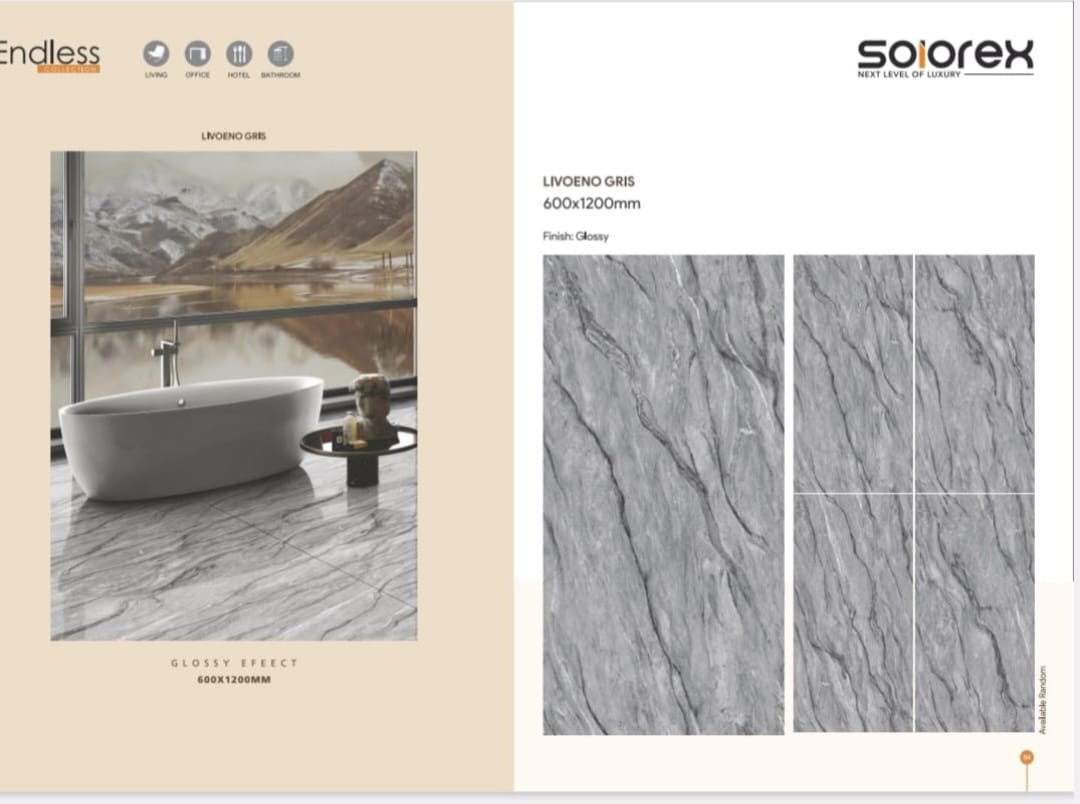 Endless
COLLECTION
LIVING OFFICE HOTEL BATHROOM
LIVOENO GRIS
GLOSSY EFEECT
600X1200MM
SOIOREX
NEXT LEVEL OF LUXURY
LIVOENO GRIS
600x1200mm
Finish: Glossy
Available Random